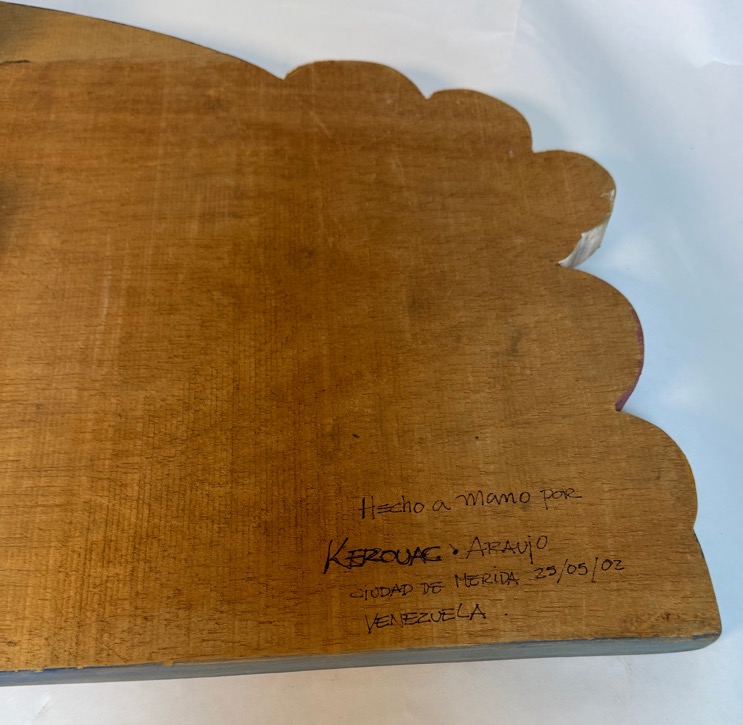 Hecho a mano por
KEROUAC . ARAUJO
CIUDAD DE MERIDA 25/05/02
VENEZUELA .